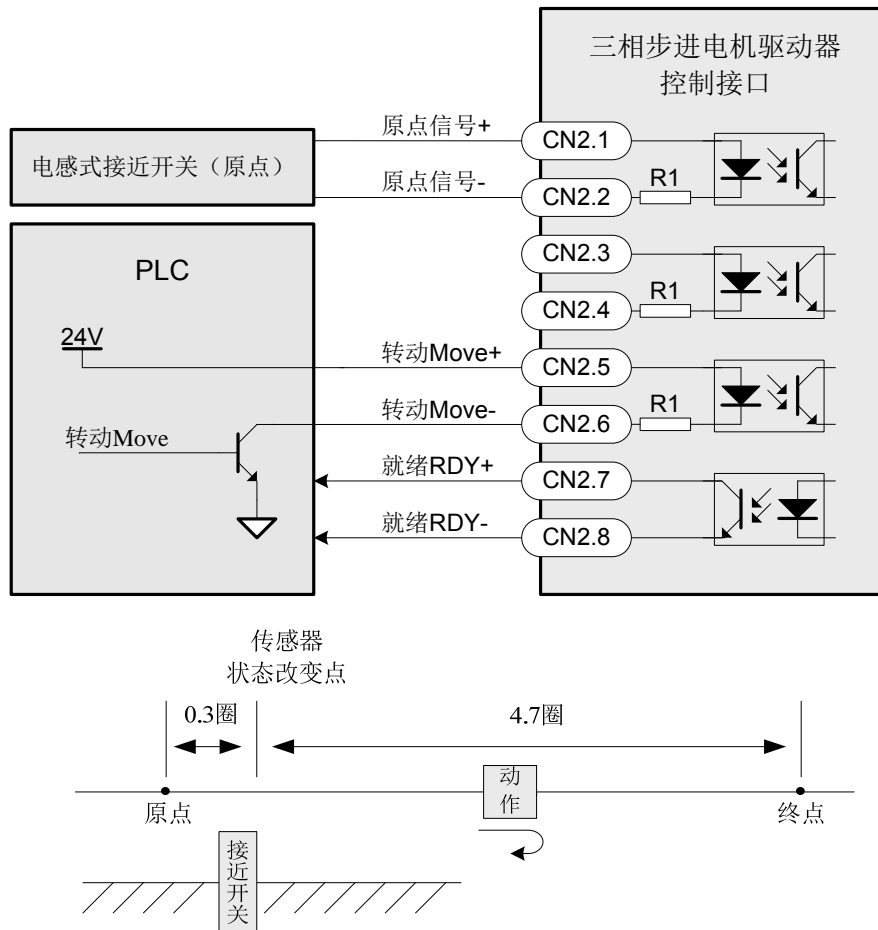 三相步进电机驱动器
控制接口
电感式接近开关（原点）
原点信号+
CN2.1
原点信号-
CN2.2
R1
CN2.3
CN2.4
R1
PLC
24V
转动Move+
CN2.5
转动Move
转动Move-
CN2.6
R1
就绪RDY+
CN2.7
就绪RDY-
CN2.8
传感器
状态改变点
0.3圈
4.7圈
动作
原点
终点
接近开关